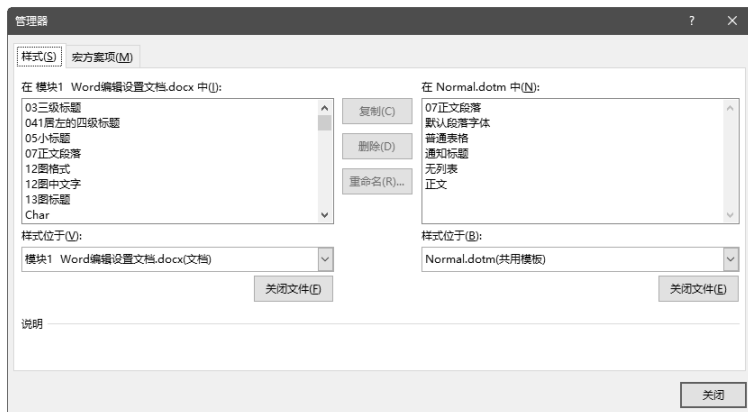 管理器
样式(S) 宏方案项(M)
在 模块1 Word编辑设置文档.docx 中(I):
03三级标题
041居左的四级标题
05小标题
07正文段落
12图格式
12图中文字
13图标题
Char
复制(C)
删除(D)
重命名(R)...
在 Normal.dotm 中(N):
07正文段落
默认段落字体
普通表格
通知标题
无列表
正文
样式位于(V):
模块1 Word编辑设置文档.docx(文档)
关闭文件(F)
样式位于(B):
Normal.dotm(共用模板)
关闭文件(E)
说明
关闭